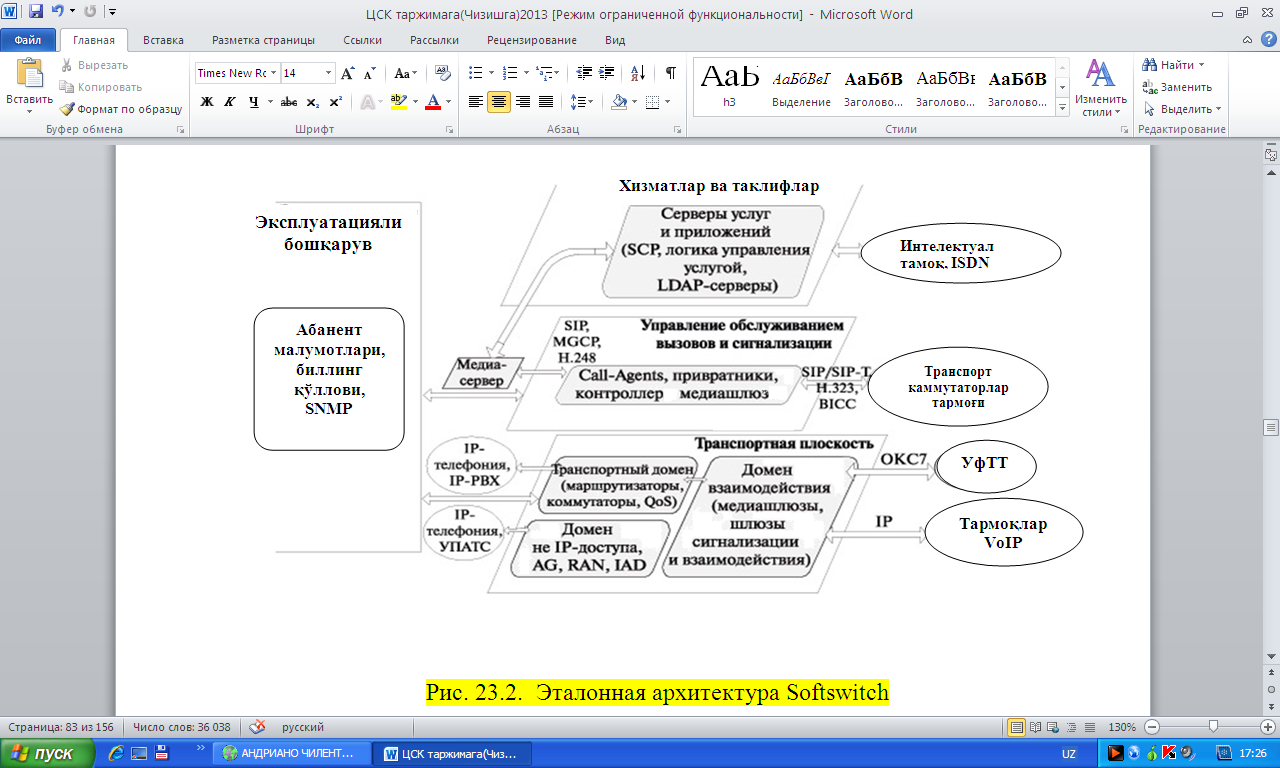 ЦСК таржимага(Чизишга)2013 [Режим ограниченной функциональности] - Microsoft Word
Файл
Главная
Вставка
Разметка страницы
Ссылки
Рассылки
Рецензирование
Вид
Вставить
Вырезать
Копировать
Формат по образцу
Буфер обмена
Times New Rc
14
Шрифт
Абзац
AaB
h3
АаБбВеІ
Выделение
АаБбВ
Заголово...
АаБбВı
Заголово...
АаБбВ
Заголово...
Изменить
стили
Стили
Найти
Заменить
Выделить
Редактирование
Хизматлар ва таклифлар
Эксплуатацияли
бошқарув
Серверы услуг
и приложений
(SCP, логика управления
услугой,
LDAP-серверы)
Интелектуал
тамоқ, ISDN
Абанент
малумотлари,
биллинг
қўллови,
SNMP
SIP,
MGCP,
H.248
Управление обслуживанием
вызовов и сигнализации
Медиа-
сервер
Call-Agents, привратники,
контроллер медиашлюз
SIP/SIP-T,
H.323,
BICC
Транспорт
каммутаторлар
тармоғи
Транспортная плоскость
IP-
телефония,
IP-PBX
Транспортный домен
(маршрутизаторы,
коммутаторы, QoS)
Домен
взаимодействия
(медиашлюзы,
шлюзы
сигнализации
и взаимодействия)
ОКС7
УфТТ
IP-
телефония,
УПАТС
Домен
не IP-доступа,
AG, RAN, IAD
IP
Тармоқлар
VoIP
Рис. 23.2. Эталонная архитектура Softswitch
Страница: 83 из 156
Число слов: 36 038
русский
130%
пуск
АНДРИАНО ЧИЛЕНТ...
ЦСК таржимага(Чиз...
UZ
17:26